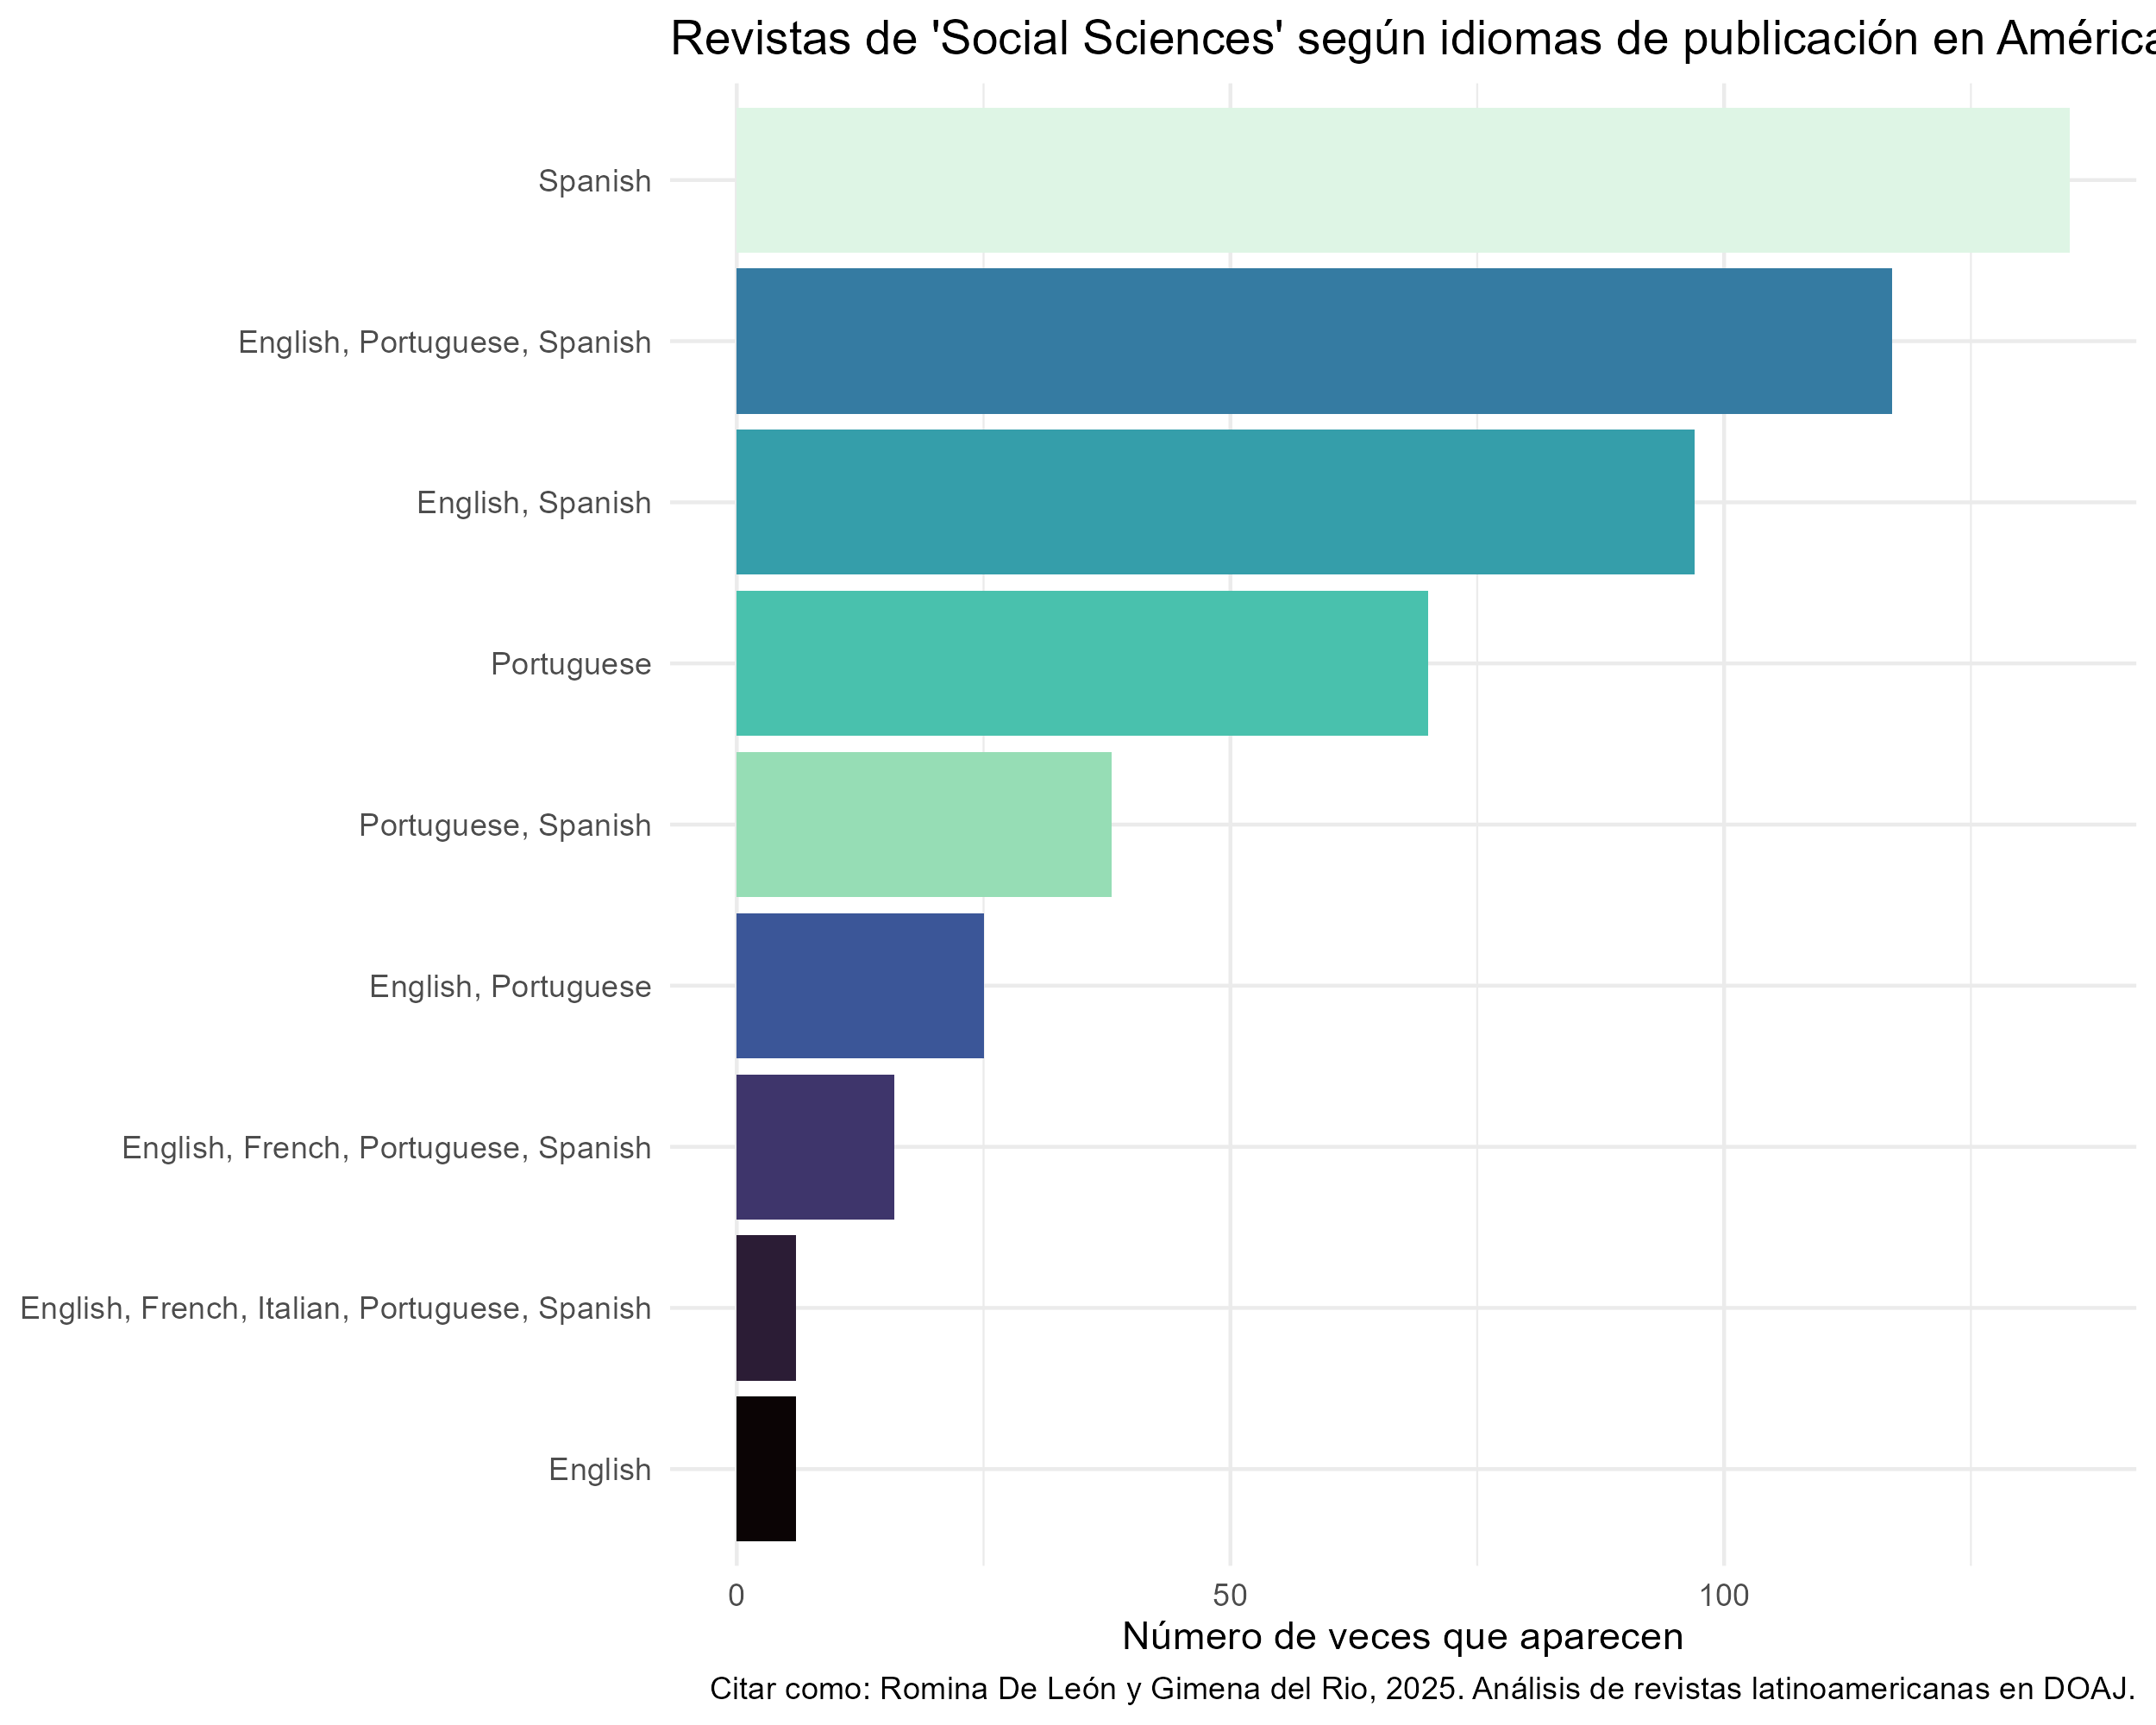 Revistas de 'Social Sciences' según idiomas de publicación en América
Spanish
English, Portuguese, Spanish
English, Spanish
Portuguese
Portuguese, Spanish
English, Portuguese
English, French, Portuguese, Spanish
English, French, Italian, Portuguese, Spanish
English
0 50 100
Número de veces que aparecen
Citar como: Romina De León y Gimena del Rio, 2025. Análisis de revistas latinoamericanas en DOAJ.